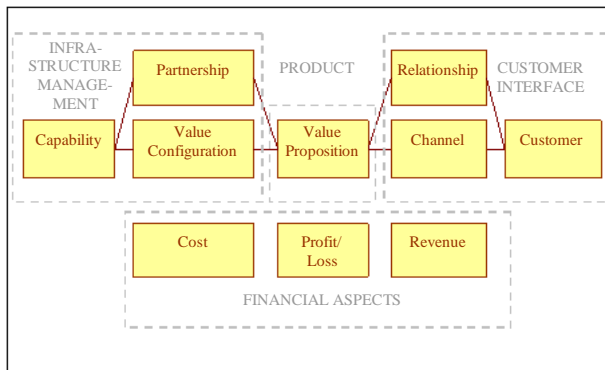 INFRA-
STRUCTURE
MANAGE-
MENT
Partnership
PRODUCT
Relationship
CUSTOMER
INTERFACE
Capability
Value
Configuration
Value
Proposition
Channel
Customer
Cost
Profit/
Loss
Revenue
FINANCIAL ASPECTS